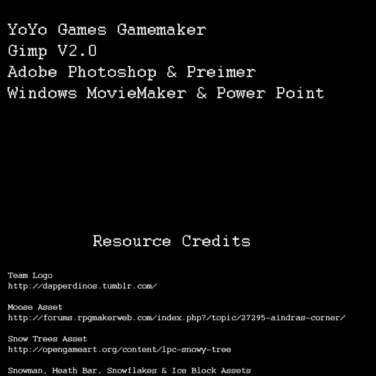 YoYo Games Gamemaker
Gimp V2.0
Adobe Photoshop & Preimer
Windows MovieMaker & Power Point
Resource Credits
Team Logo
http://dapperdinos.tumblr.com/
Moose Asset
http://forums.rpgmakerweb.com/index.php?/topic/27295-aindras-corner/
Snow Trees Asset
http://opengameart.org/content/lpc-snowy-tree
Snowman, Heath Bar, Snowflakes & Ice Block Assets